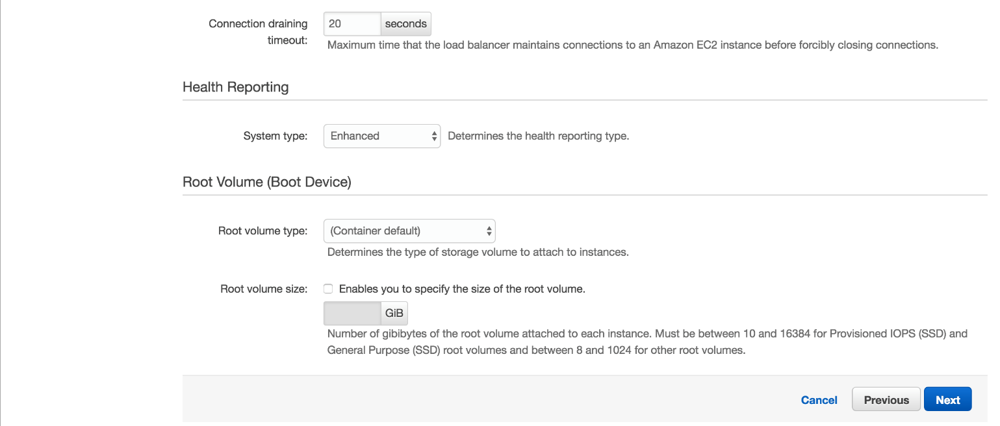 Connection draining
timeout:
20 seconds
Maximum time that the load balancer maintains connections to an Amazon EC2 instance before forcibly closing connections.
Health Reporting
System type: Enhanced Determines the health reporting type.
Root Volume (Boot Device)
Root volume type: (Container default)
Determines the type of storage volume to attach to instances.
Root volume size: Enables you to specify the size of the root volume.
GiB
Number of gibibytes of the root volume attached to each instance. Must be between 10 and 16384 for Provisioned IOPS (SSD) and
General Purpose (SSD) root volumes and between 8 and 1024 for other root volumes.
Cancel Previous Next